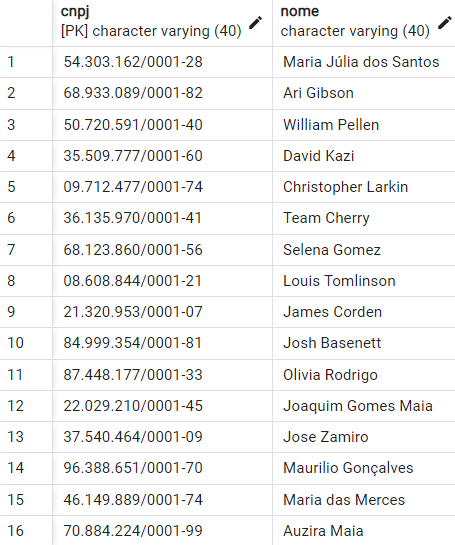 cnpj nome
[PK] character varying (40) character varying (40)
1 54.303.162/0001-28 Maria Júlia dos Santos
2 68.933.089/0001-82 Ari Gibson
3 50.720.591/0001-40 William Pellen
4 35.509.777/0001-60 David Kazi
5 09.712.477/0001-74 Christopher Larkin
6 36.135.970/0001-41 Team Cherry
7 68.123.860/0001-56 Selena Gomez
8 08.608.844/0001-21 Louis Tomlinson
9 21.320.953/0001-07 James Corden
10 84.999.354/0001-81 Josh Basenett
11 87.448.177/0001-33 Olivia Rodrigo
12 22.029.210/0001-45 Joaquim Gomes Maia
13 37.540.464/0001-09 Jose Zamiro
14 96.388.651/0001-70 Maurilio Gonçalves
15 46.149.889/0001-74 Maria das Merces
16 70.884.224/0001-99 Auzira Maia